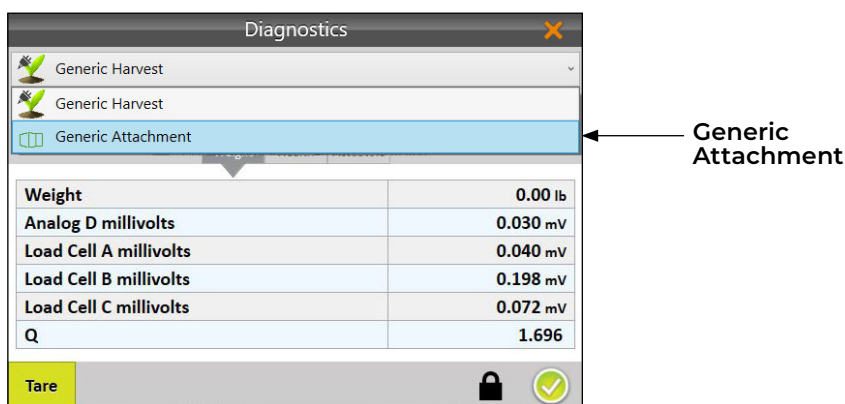 Diagnostics
Generic Harvest
Generic Harvest
Generic Attachment
Generic
Attachment
Weight 0.00 lb
Analog D millivolts 0.030 mV
Load Cell A millivolts 0.040 mV
Load Cell B millivolts 0.198 mV
Load Cell C millivolts 0.072 mV
Q 1.696
Tare